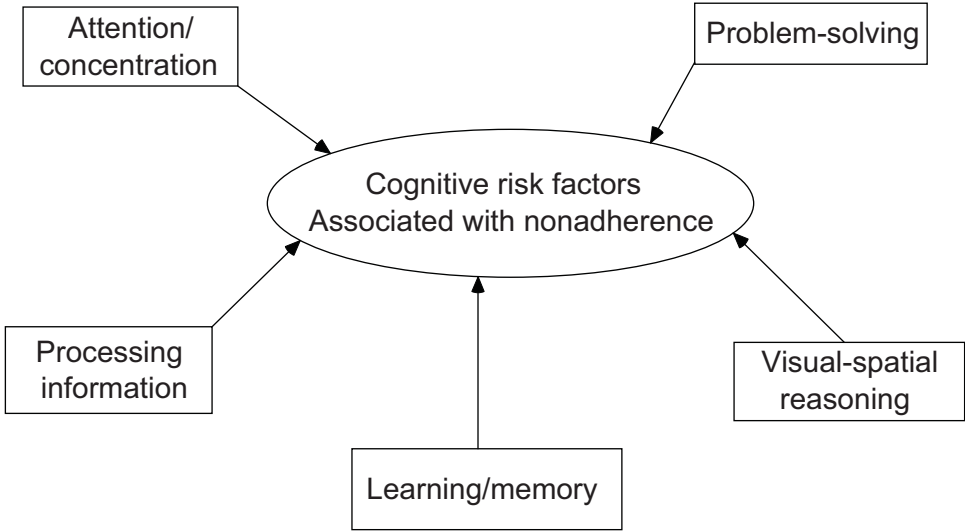 Attention/
concentration
Problem-solving
Cognitive risk factors
Associated with nonadherence
Processing
information
Visual-spatial
reasoning
Learning/memory